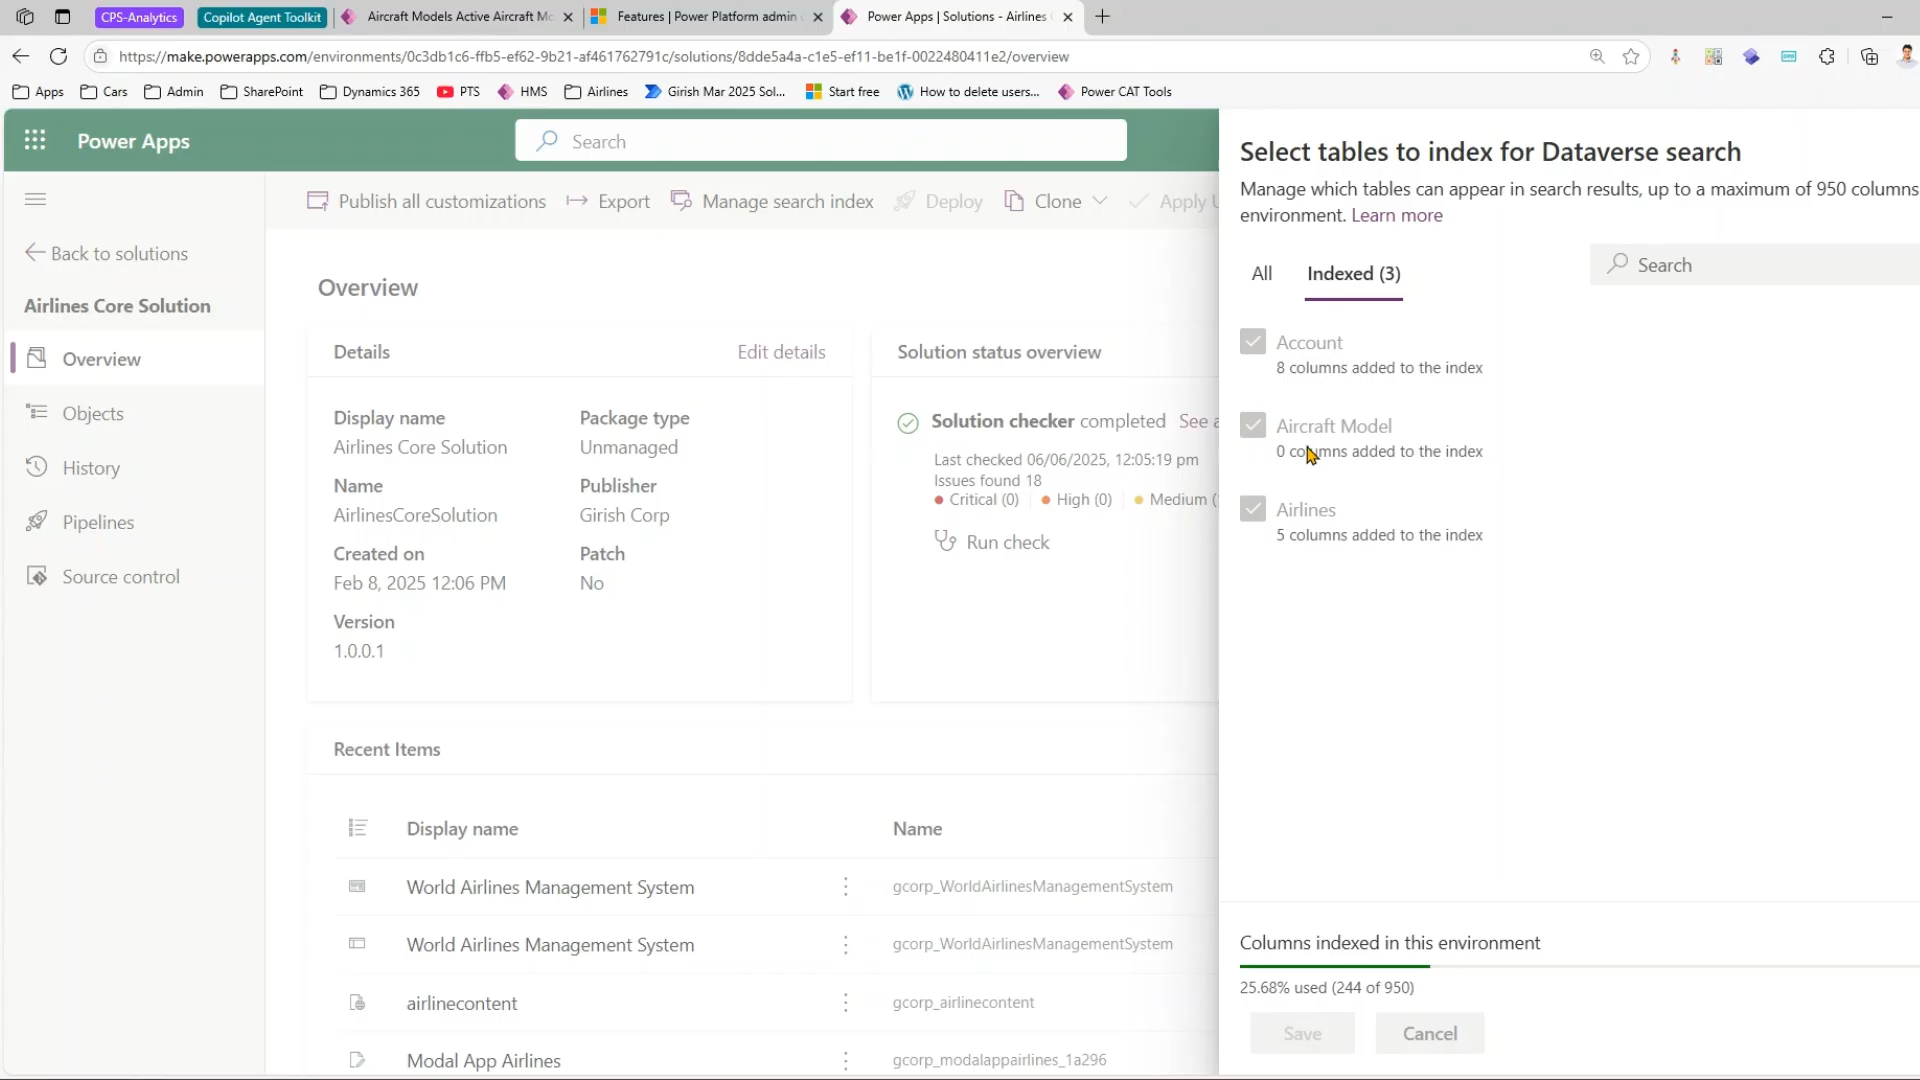 CPS-Analytics
Copilot Agent Toolkit
Aircraft Models Active Aircraft Mo
Features | Power Platform admin
Power Apps | Solutions - Airlines
https://make.powerapps.com/environments/0c3db1c6-ffb5-ef62-9b21-af461762791c/solutions/8dde5a4a-c1e5-ef11-be1f-0022480411e2/overview
Apps
Cars
Admin
SharePoint
Dynamics 365
PTS
HMS
Airlines
Girish Mar 2025 Sol...
Start free
How to delete users...
Power CAT Tools
Power Apps
Search
Back to solutions
Airlines Core Solution
Overview
Objects
History
Pipelines
Source control
Publish all customizations
Export
Manage search index
Deploy
Clone
Apply U
Overview
Details
Edit details
Display name
Airlines Core Solution
Package type
Unmanaged
Name
AirlinesCoreSolution
Publisher
Girish Corp
Created on
Feb 8, 2025 12:06 PM
Patch
No
Version
1.0.0.1
Solution status overview
Solution checker completed See a
Last checked 06/06/2025, 12:05:19 pm
Issues found 18
Critical (0)
High (0)
Medium (
Run check
Recent Items
Display name
Name
World Airlines Management System
gcorp_WorldAirlinesManagementSystem
World Airlines Management System
gcorp_WorldAirlinesManagementSystem
airlinecontent
gcorp_airlinecontent
Modal App Airlines
gcorp_modalappairlines_1a296
Select tables to index for Dataverse search
Manage which tables can appear in search results, up to a maximum of 950 columns
environment. Learn more
All
Indexed (3)
Search
Account
8 columns added to the index
Aircraft Model
0 columns added to the index
Airlines
5 columns added to the index
Columns indexed in this environment
25.68% used (244 of 950)
Save
Cancel